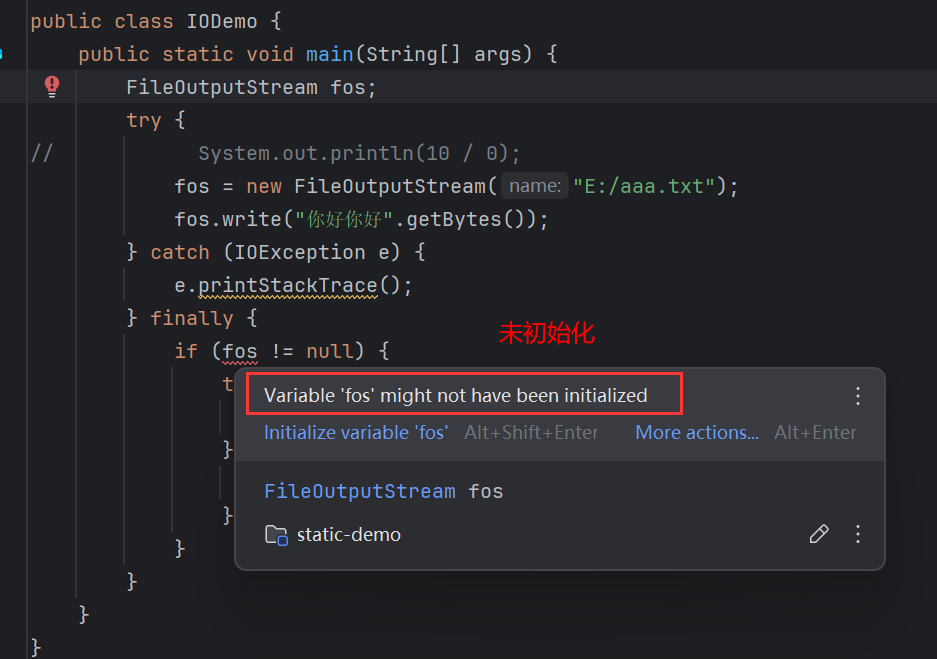 public class IODemo {
public static void main(String[] args) {
FileOutputStream fos;
try {
// System.out.println(10 / 0);
fos = new FileOutputStream( name: "E:/aaa.txt");
fos.write("你好你好".getBytes());
} catch (IOException e) {
e.printStackTrace();
} finally {
未初始化
if (fos != null) {
t
Variable 'fos' might not have been initialized
Initialize variable 'fos' Alt+Shift+Enter More actions... Alt+Enter
}
FileOutputStream fos
}
static-demo
}
}
}
}